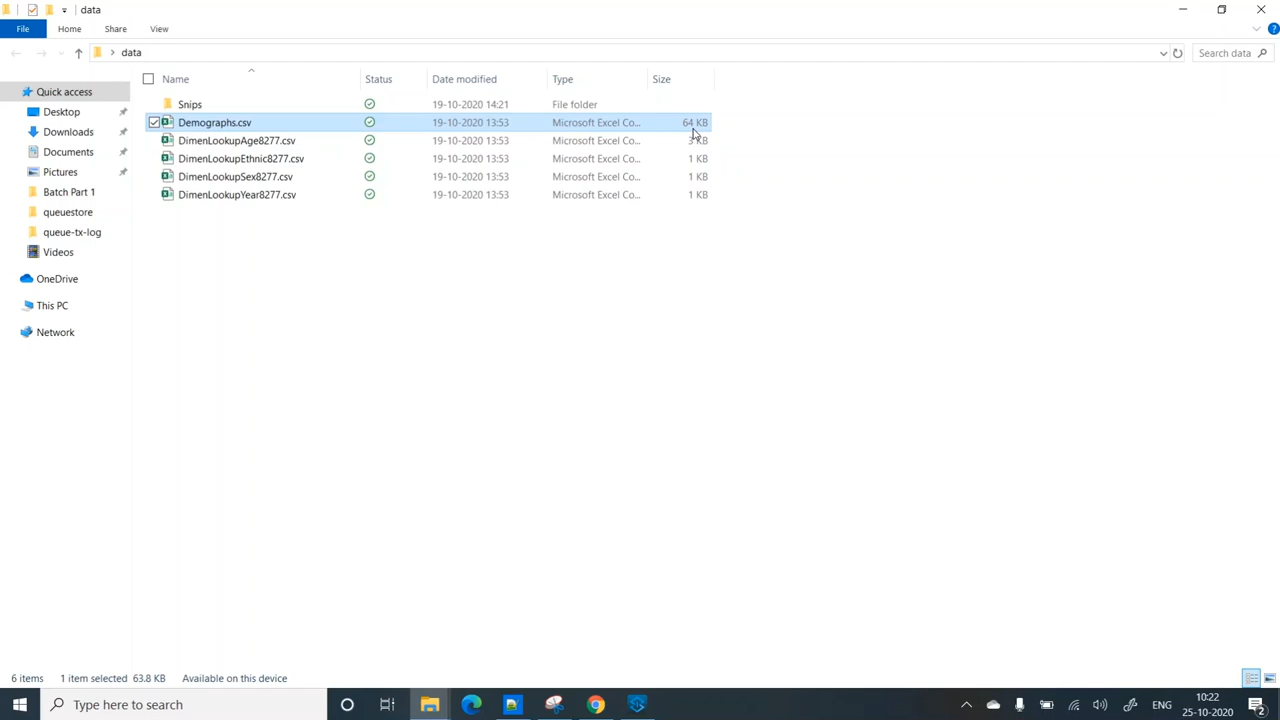 data
File Home Share View
data Search data
Name Status Date modified Type Size
Quick access
Desktop
Downloads
Documents
Pictures
Batch Part 1
queuestore
queue-tx-log
Videos
OneDrive
This PC
Network
Snips 19-10-2020 14:21 File folder
Demographs.csv 19-10-2020 13:53 Microsoft Excel Co... 64 KB
DimenLookupAge8277.csv 19-10-2020 13:53 Microsoft Excel Co... 3 KB
DimenLookupEthnic8277.csv 19-10-2020 13:53 Microsoft Excel Co... 1 KB
DimenLookupSex8277.csv 19-10-2020 13:53 Microsoft Excel Co... 1 KB
DimenLookupYear8277.csv 19-10-2020 13:53 Microsoft Excel Co... 1 KB
6 items 1 item selected 63.8 KB Available on this device
Type here to search
ENG
10:22
25-10-2020
2